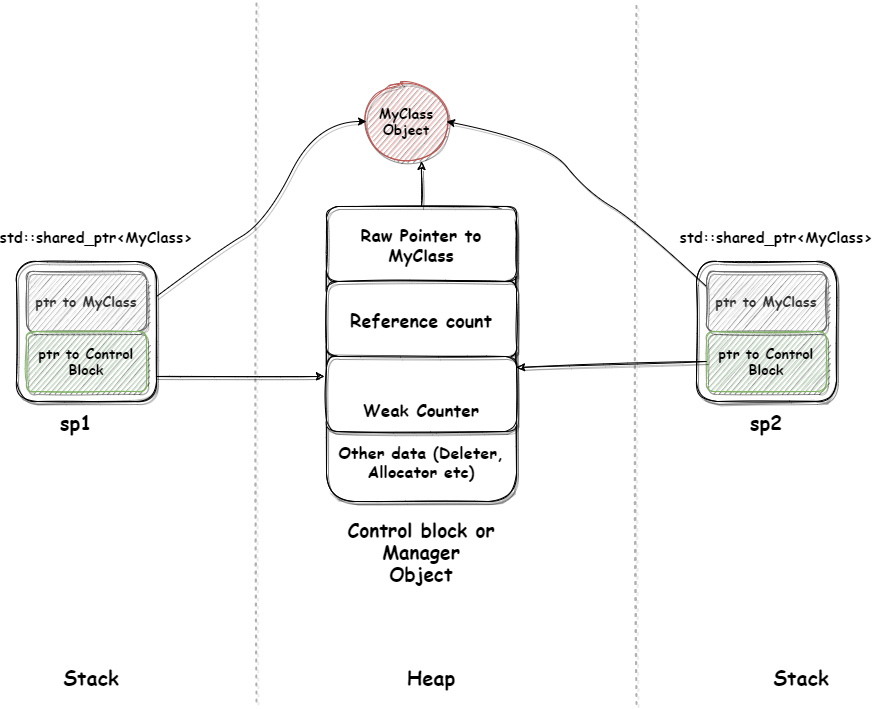 MyClass
Object
std::shared_ptr<MyClass>
ptr to MyClass
ptr to Control
Block
sp1
Raw Pointer to
MyClass
Reference count
Weak Counter
Other data (Deleter,
Allocator etc)
Control block or
Manager
Object
std::shared_ptr<MyClass>
ptr to MyClass
ptr to Control
Block
sp2
Stack
Heap
Stack